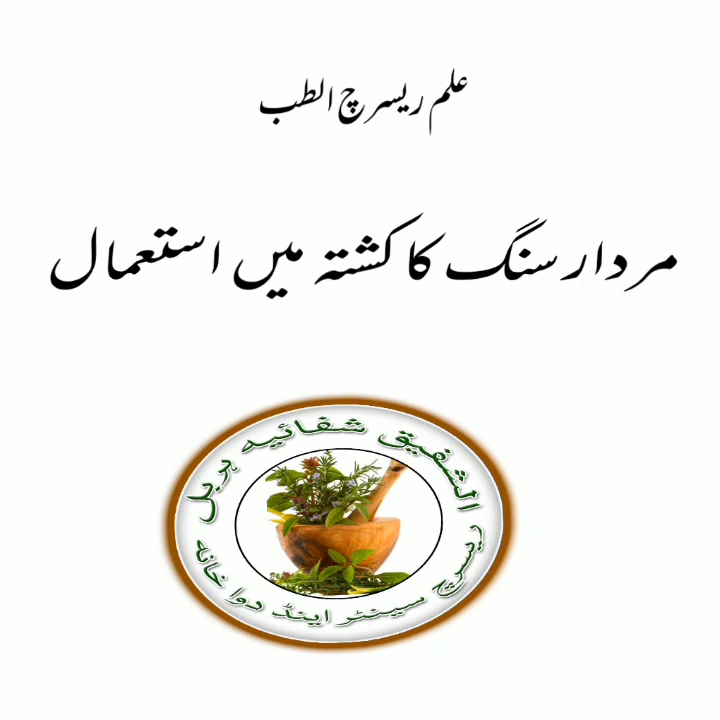 علم ریسرچ الطب
مردار سنگ کا کشتہ میں استعمال
الشفیق شفائیہ ہربل
ریسرچ سینٹر اینڈ دوا خانہ